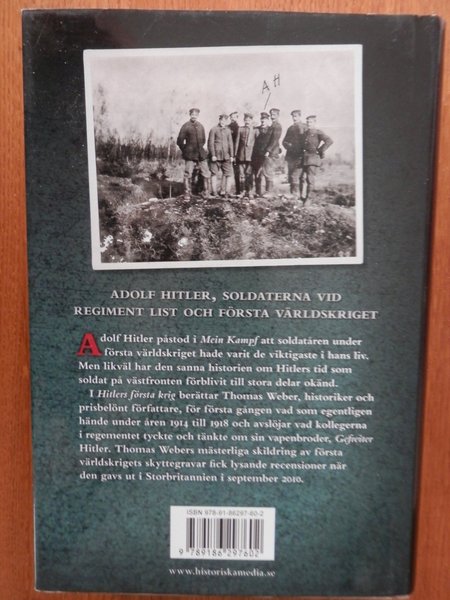 A H
ADOLF HITLER, SOLDATERNA VID
REGIMENT LIST OCH FÖRSTA VÄRLDSKRIGET
Adolf Hitler påstod i Mein Kampf att soldatåren under
första världskriget hade varit de viktigaste i hans liv.
Men likväl har den sanna historien om Hitlers tid som
soldat på västfronten förblivit till stora delar okänd.
I Hitlers första krig berättar Thomas Weber, historiker och
prisbelönt författare, för första gången vad som egentligen
hände under åren 1914 till 1918 och avslöjar vad kollegerna
i regementet tyckte och tänkte om sin vapenbroder, Gefreiter
Hitler. Thomas Webers mästerliga skildring av första
världskrigets skyttegravar fick lysande recensioner när
den gavs ut i Storbritannien i september 2010.
ISBN 978-91-86297-60-2
9 789186 297602
www.historiskamedia.se